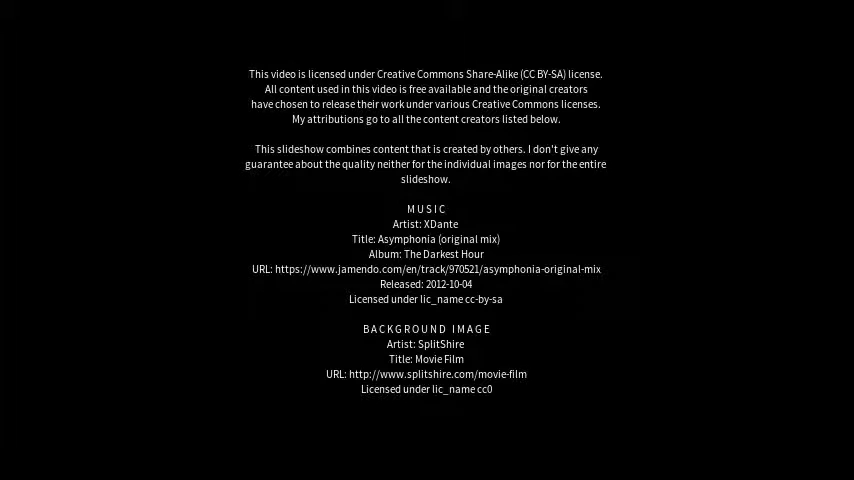 This video is licensed under Creative Commons Share-Alike (CC BY-SA) license.
All content used in this video is free available and the original creators
have chosen to release their work under various Creative Commons licenses.
My attributions go to all the content creators listed below.
This slideshow combines content that is created by others. I don't give any
guarantee about the quality neither for the individual images nor for the entire
slideshow.
MUSIC
Artist: XDante
Title: Asymphonia (original mix)
Album: The Darkest Hour
URL: https://www.jamendo.com/en/track/970521/asymphonia-original-mix
Released: 2012-10-04
Licensed under lic_name cc-by-sa
BACKGROUND IMAGE
Artist: SplitShire
Title: Movie Film
URL: http://www.splitshire.com/movie-film
Licensed under lic_name cc0